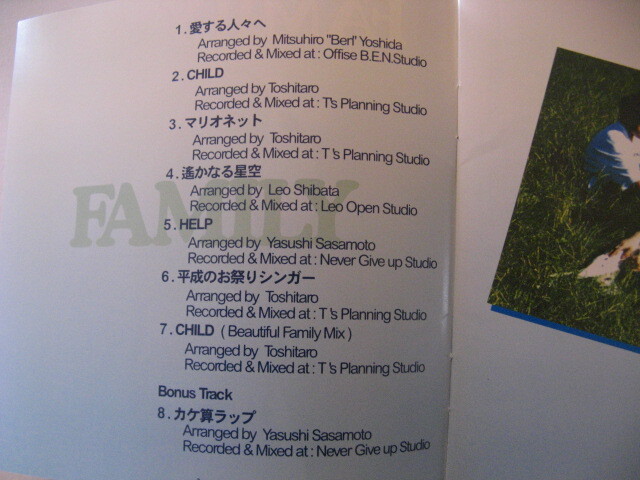 1.愛する人々へ
Arranged by Mitsuhiro "Berl" Yoshida
Recorded & Mixed at : Offise B.E.N.Studio
2.CHILD
Arranged by Toshitaro
Recorded & Mixed at : T's Planning Studio
3.マリオネット
Arranged by Toshitaro
Recorded & Mixed at : T 's Planning Studio
4.遙かなる星空
Arranged by Leo Shibata
Recorded & Mixed at : Leo Open Studio
FAMILY
5.HELP
Arranged by Yasushi Sasamoto
Recorded & Mixed at : Never Give up Studio
6.平成のお祭りシンガー
Arranged by Toshitaro
Recorded & Mixed at : T 's Planning Studio
7.CHILD ( Beautiful Family Mix )
Arranged by Toshitaro
Recorded & Mixed at : T 's Planning Studio
Bonus Track
8.カケ算ラップ
Arranged by Yasushi Sasamoto
Recorded & Mixed at : Never Give up Studio